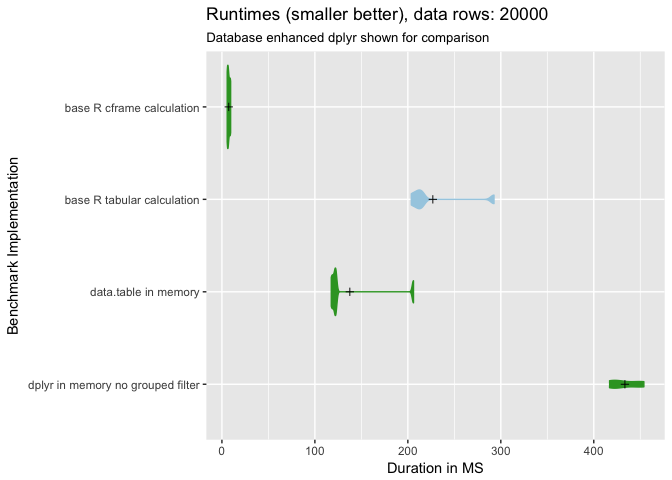 Runtimes (smaller better), data rows: 20000
Database enhanced dplyr shown for comparison
Benchmark Implementation
base R cframe calculation
base R tabular calculation
data.table in memory
dplyr in memory no grouped filter
0 100 200 300 400
Duration in MS